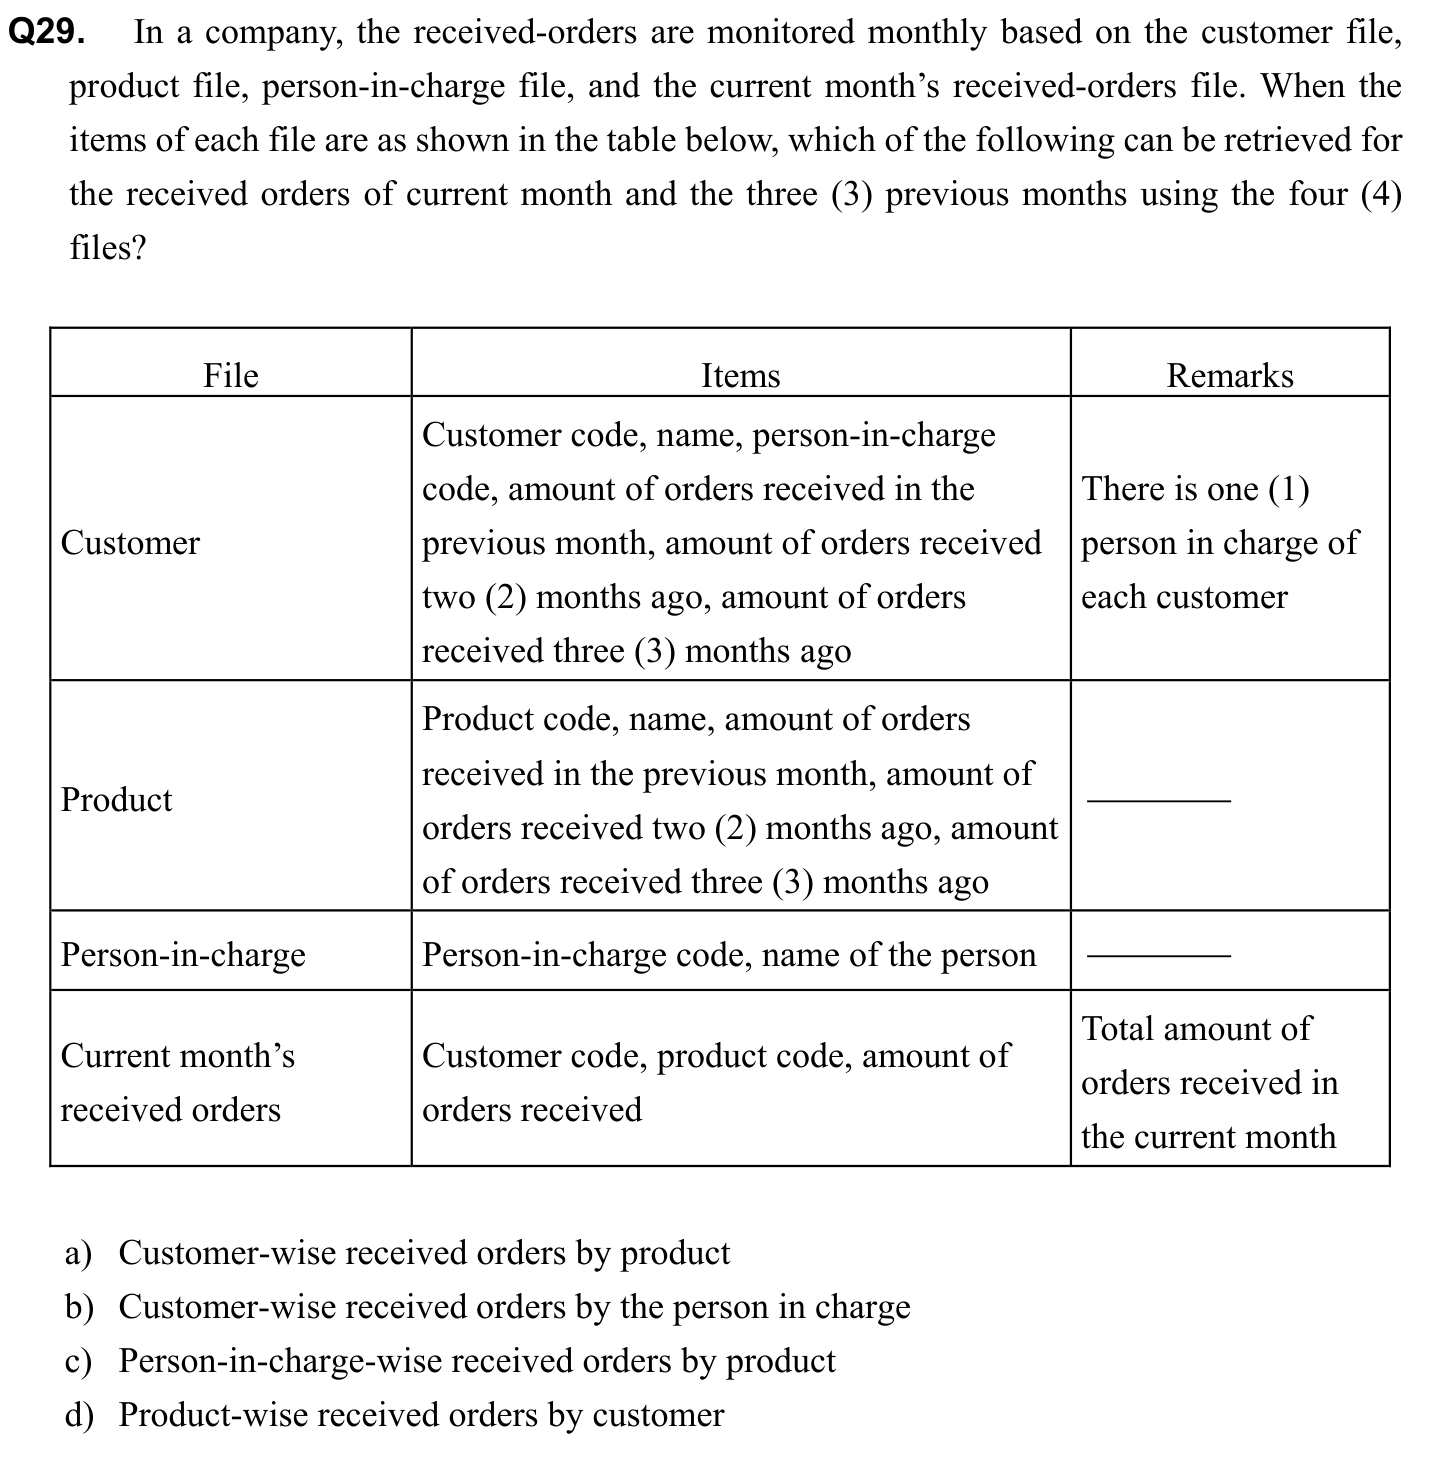 Q29. In a company, the received-orders are monitored monthly based on the customer file,
product file, person-in-charge file, and the current month’s received-orders file. When the
items of each file are as shown in the table below, which of the following can be retrieved for
the received orders of current month and the three (3) previous months using the four (4)
files?
File Items Remarks
Customer
Customer code, name, person-in-charge
code, amount of orders received in the
previous month, amount of orders received
two (2) months ago, amount of orders
received three (3) months ago
There is one (1)
person in charge of
each customer
Product
Product code, name, amount of orders
received in the previous month, amount of
orders received two (2) months ago, amount
of orders received three (3) months ago
Person-in-charge
Person-in-charge code, name of the person
Current month’s
received orders
Customer code, product code, amount of
orders received
Total amount of
orders received in
the current month
a) Customer-wise received orders by product
b) Customer-wise received orders by the person in charge
c) Person-in-charge-wise received orders by product
d) Product-wise received orders by customer